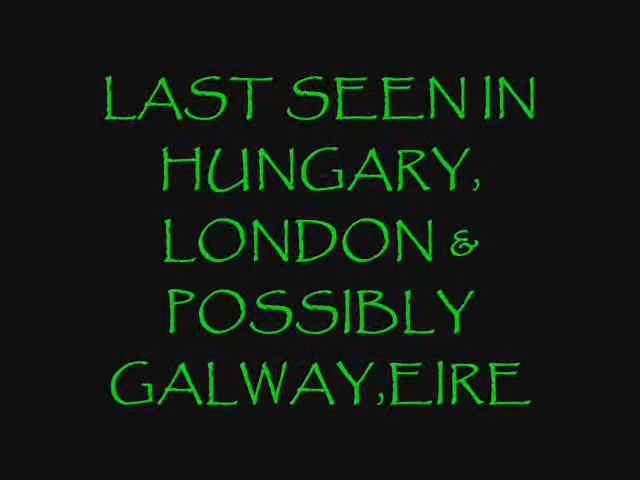 LAST SEEN IN
HUNGARY,
LONDON &
POSSIBLY
GALWAY,EIRE